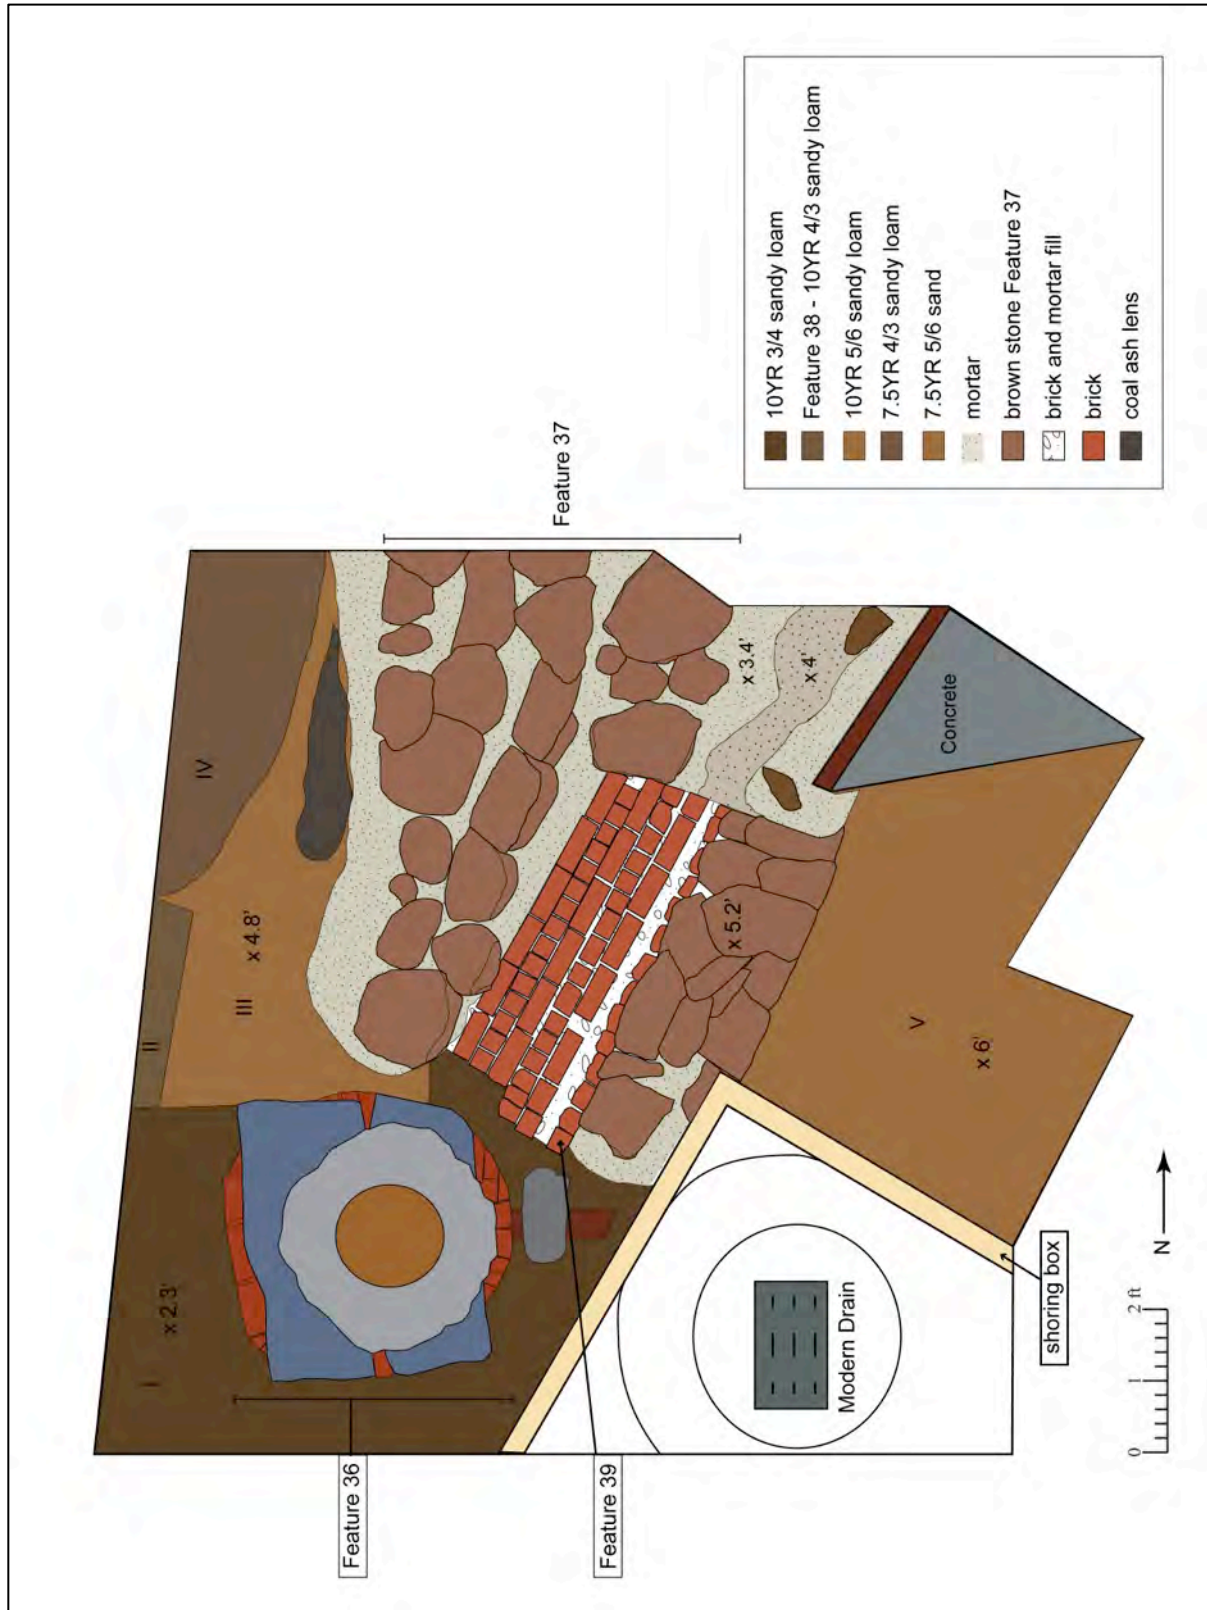 I
x 2.3'
II
III
x 4.8'
IV
Feature 36
Feature 39
Feature 37
x 3.4'
x 4'
x 5.2'
Concrete
V
x 6'
Modern Drain
shoring box
0 1 2 ft
N
10YR 3/4 sandy loam
Feature 38 - 10YR 4/3 sandy loam
10YR 5/6 sandy loam
7.5YR 4/3 sandy loam
7.5YR 5/6 sand
mortar
brown stone Feature 37
brick and mortar fill
brick
coal ash lens